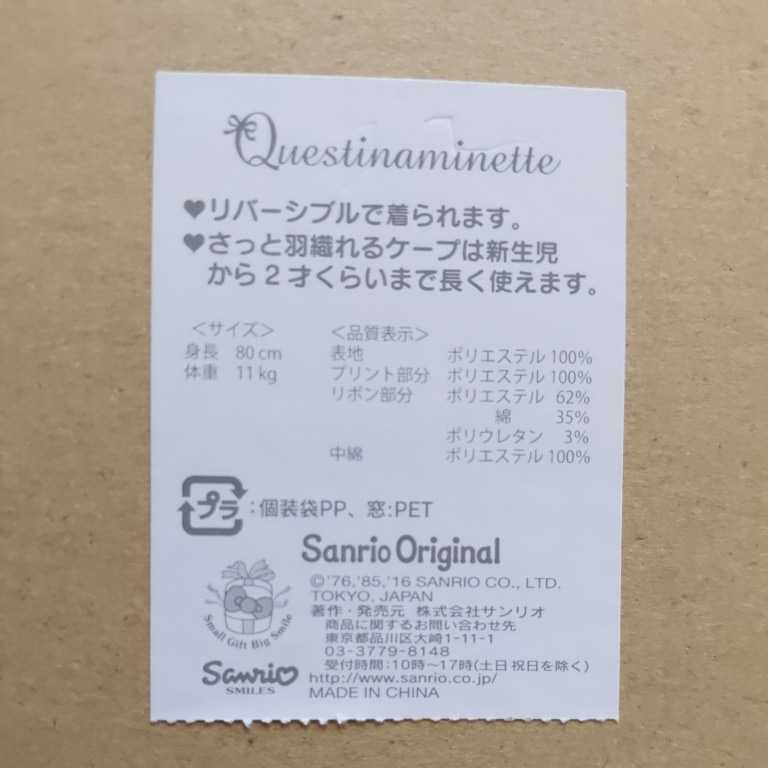 Questinaminette
♥リバーシブルで着られます。
♥さっと羽織れるケープは新生児
から2才くらいまで長く使えます。
<サイズ>
身長 80cm
体重 11kg
<品質表示>
表地 ポリエステル 100%
プリント部分 ポリエステル 100%
リボン部分 ポリエステル 62%
綿 35%
ポリウレタン 3%
中綿 ポリエステル 100%
プラ:個装袋PP、窓:PET
Sanrio Original
©'76,'85,'16 SANRIO CO., LTD.
TOKYO, JAPAN
著作・発売元 株式会社サンリオ
商品に関するお問い合わせ先
東京都品川区大崎1-11-1
03-3779-8148
受付時間:10時〜17時(土日祝日を除く)
http://www.sanrio.co.jp/
MADE IN CHINA
Small Gift Big Smile
Sanrio
SMILES